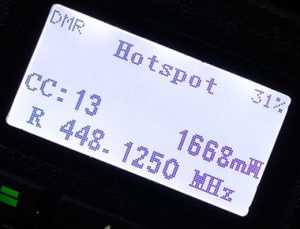 DMR 31%
Hotspot
CC:13 1668mW
R 448.1250 MHz